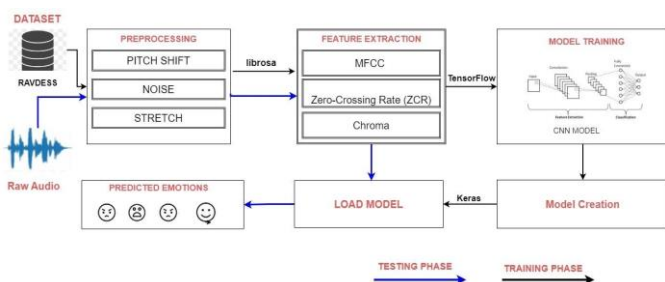 DATASET
RAVDESS
Raw Audio
PREPROCESSING
PITCH SHIFT
NOISE
STRETCH
librosa
FEATURE EXTRACTION
MFCC
Zero-Crossing Rate (ZCR)
Chroma
TensorFlow
MODEL TRAINING
CNN MODEL
PREDICTED EMOTIONS
LOAD MODEL
Keras
Model Creation
TESTING PHASE
TRAINING PHASE